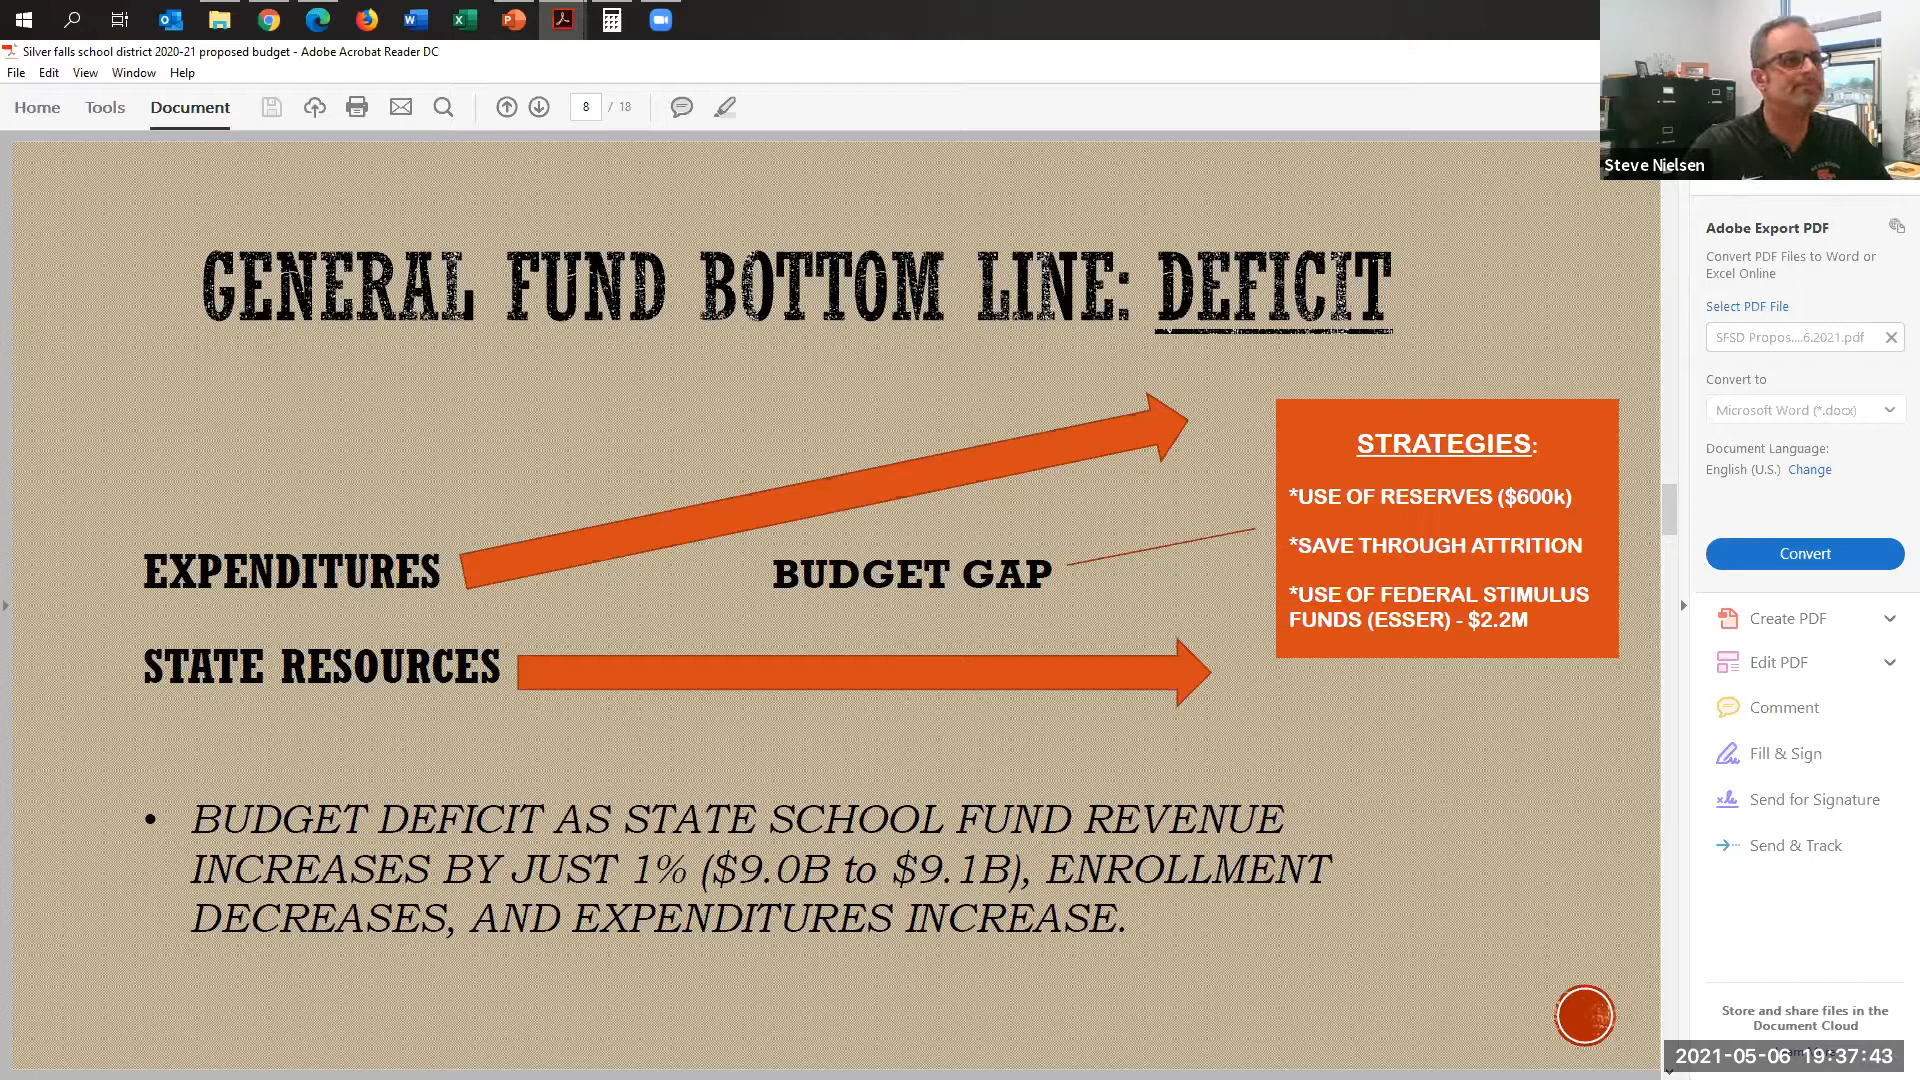 Silver falls school district 2020-21 proposed budget - Adobe Acrobat Reader DC
File Edit View Window Help
Home Tools Document 8 / 18
Steve Nielsen
GENERAL FUND BOTTOM LINE: DEFICIT
EXPENDITURES
BUDGET GAP
STATE RESOURCES
STRATEGIES:
*USE OF RESERVES ($600k)
*SAVE THROUGH ATTRITION
*USE OF FEDERAL STIMULUS
FUNDS (ESSER) - $2.2M
• BUDGET DEFICIT AS STATE SCHOOL FUND REVENUE
INCREASES BY JUST 1% ($9.0B to $9.1B), ENROLLMENT
DECREASES, AND EXPENDITURES INCREASE.
Adobe Export PDF
Convert PDF Files to Word or
Excel Online
Select PDF File
SFSD Propos....6.2021.pdf
Convert to
Microsoft Word (*.docx)
Document Language:
English (U.S.) Change
Convert
Create PDF
Edit PDF
Comment
Fill & Sign
Send for Signature
Send & Track
Store and share files in the
Document Cloud
2021-05-06 19:37:43